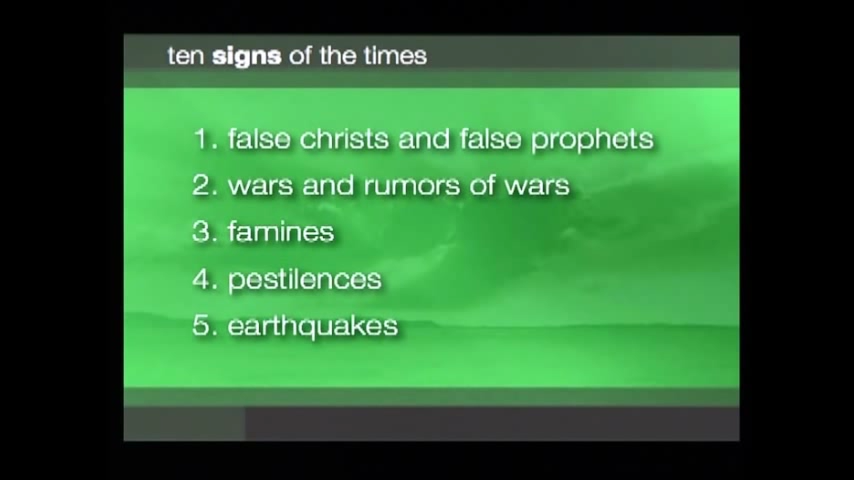 ten signs of the times
1. false christs and false prophets
2. wars and rumors of wars
3. famines
4. pestilences
5. earthquakes